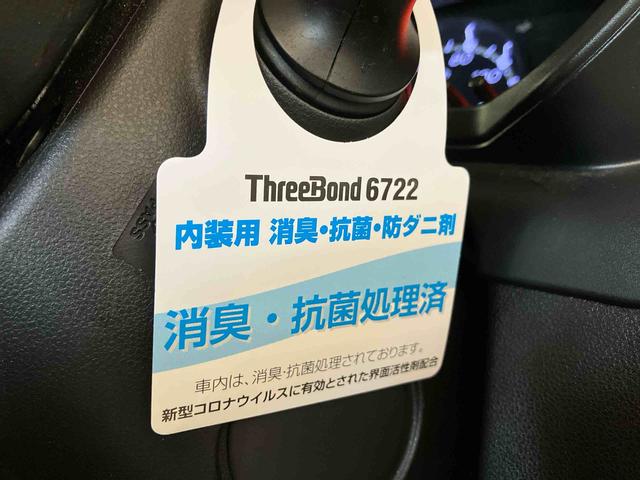 ThreeBond 6722
内装用 消臭・抗菌・防ダニ剤
消臭・抗菌処理済
車内は、消臭・抗菌処理されております。
新型コロナウイルスに有効とされた界面活性剤配合